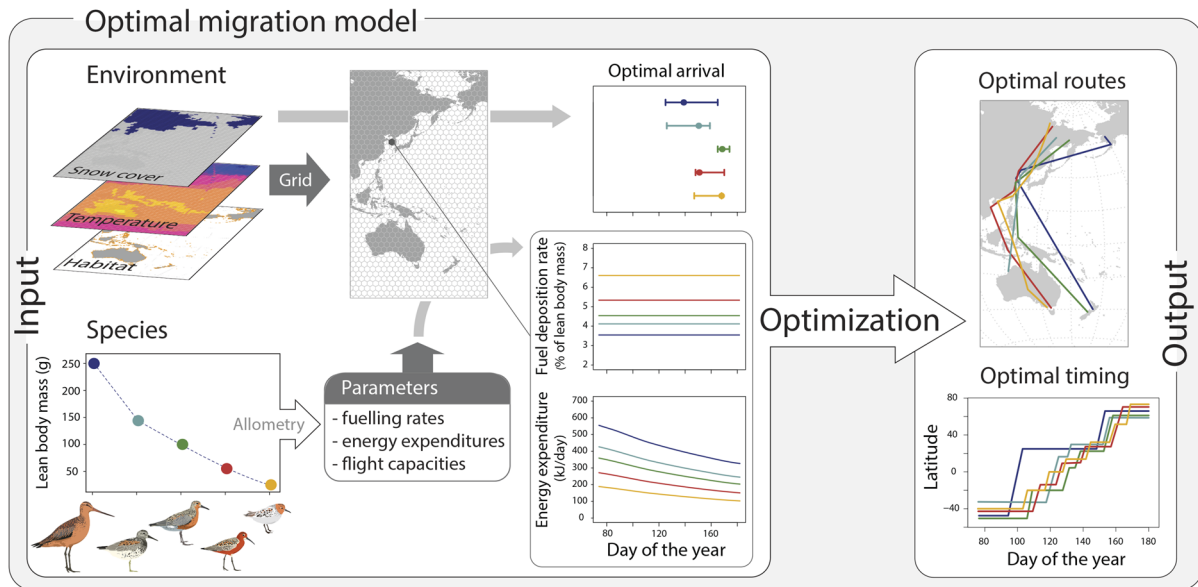 Optimal migration model
Input
Environment
Snow cover
Temperature
Habitat
Grid
Species
Lean body mass (g)
250
200
150
100
50
Allometry
Parameters
- fuelling rates
- energy expenditures
- flight capacities
Optimal arrival
Fuel deposition rate
(% of lean body mass)
8
7
6
5
4
3
2
Energy expenditure
(kJ/day)
700
600
500
400
300
200
100
0
80
120
160
Day of the year
Optimization
Output
Optimal routes
Optimal timing
Latitude
80
40
0
−40
80
100
120
140
160
180
Day of the year